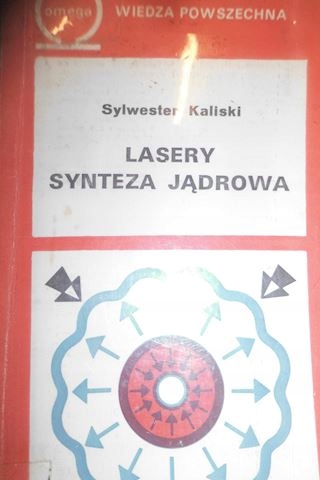 omega WIEDZA POWSZECHNA
Sylwester Kaliski
LASERY
SYNTEZA JĄDROWA